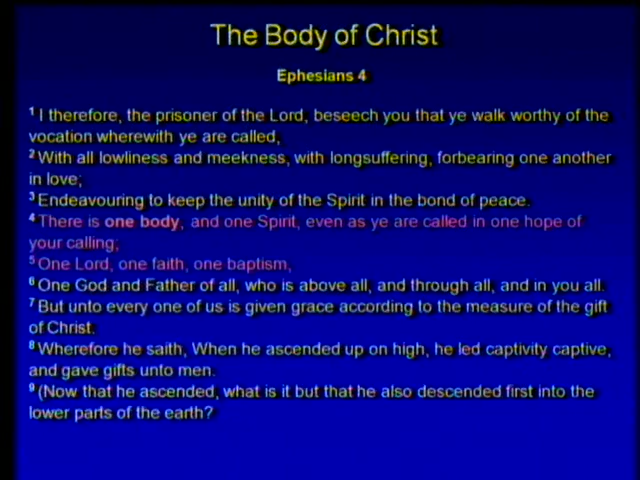 The Body of Christ
Ephesians 4
1 I therefore, the prisoner of the Lord, beseech you that ye walk worthy of the
vocation wherewith ye are called,
2 With all lowliness and meekness, with longsuffering, forbearing one another
in love;
3 Endeavouring to keep the unity of the Spirit in the bond of peace.
4 There is one body, and one Spirit, even as ye are called in one hope of
your calling;
5 One Lord, one faith, one baptism,
6 One God and Father of all, who is above all, and through all, and in you all.
7 But unto every one of us is given grace according to the measure of the gift
of Christ.
8 Wherefore he saith, When he ascended up on high, he led captivity captive,
and gave gifts unto men.
9 (Now that he ascended, what is it but that he also descended first into the
lower parts of the earth?